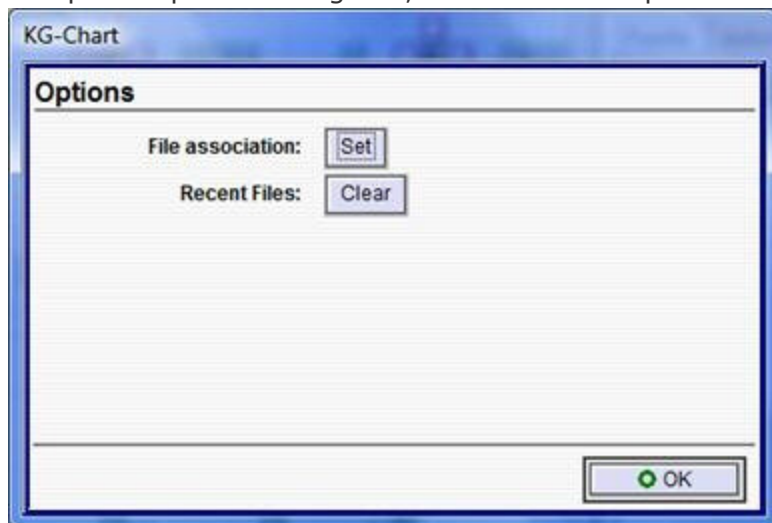 KG-Chart
Options
File association: Set
Recent Files: Clear
OK